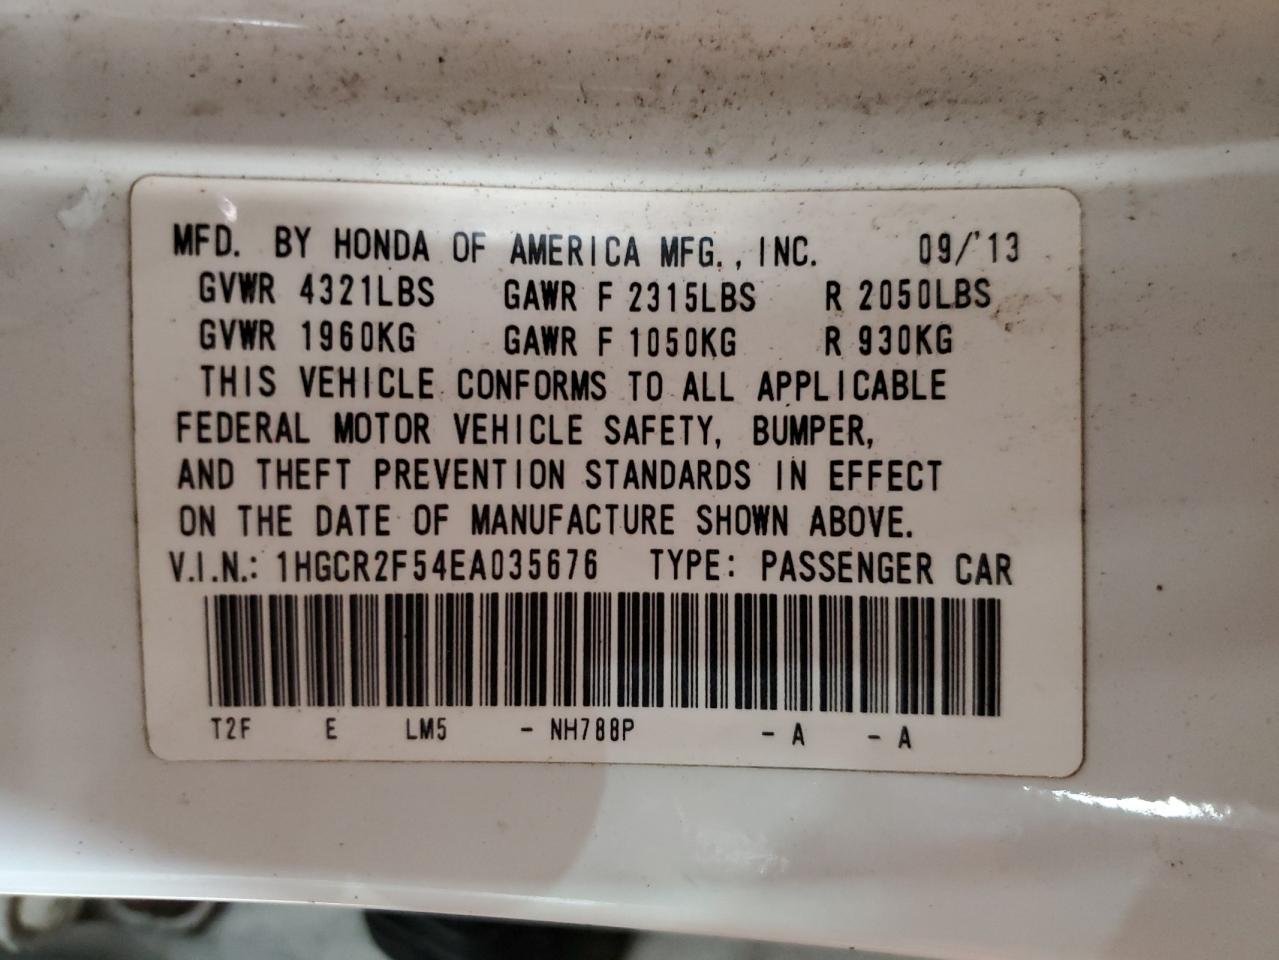 MFD. BY HONDA OF AMERICA MFG., INC. 09/'13
GVWR 4321LBS GAWR F 2315LBS R 2050LBS
GVWR 1960KG GAWR F 1050KG R 930KG
THIS VEHICLE CONFORMS TO ALL APPLICABLE
FEDERAL MOTOR VEHICLE SAFETY, BUMPER,
AND THEFT PREVENTION STANDARDS IN EFFECT
ON THE DATE OF MANUFACTURE SHOWN ABOVE.
V.I.N.: 1HGCR2F54EA035676 TYPE: PASSENGER CAR
T2F E LM5 - NH788P - A - A